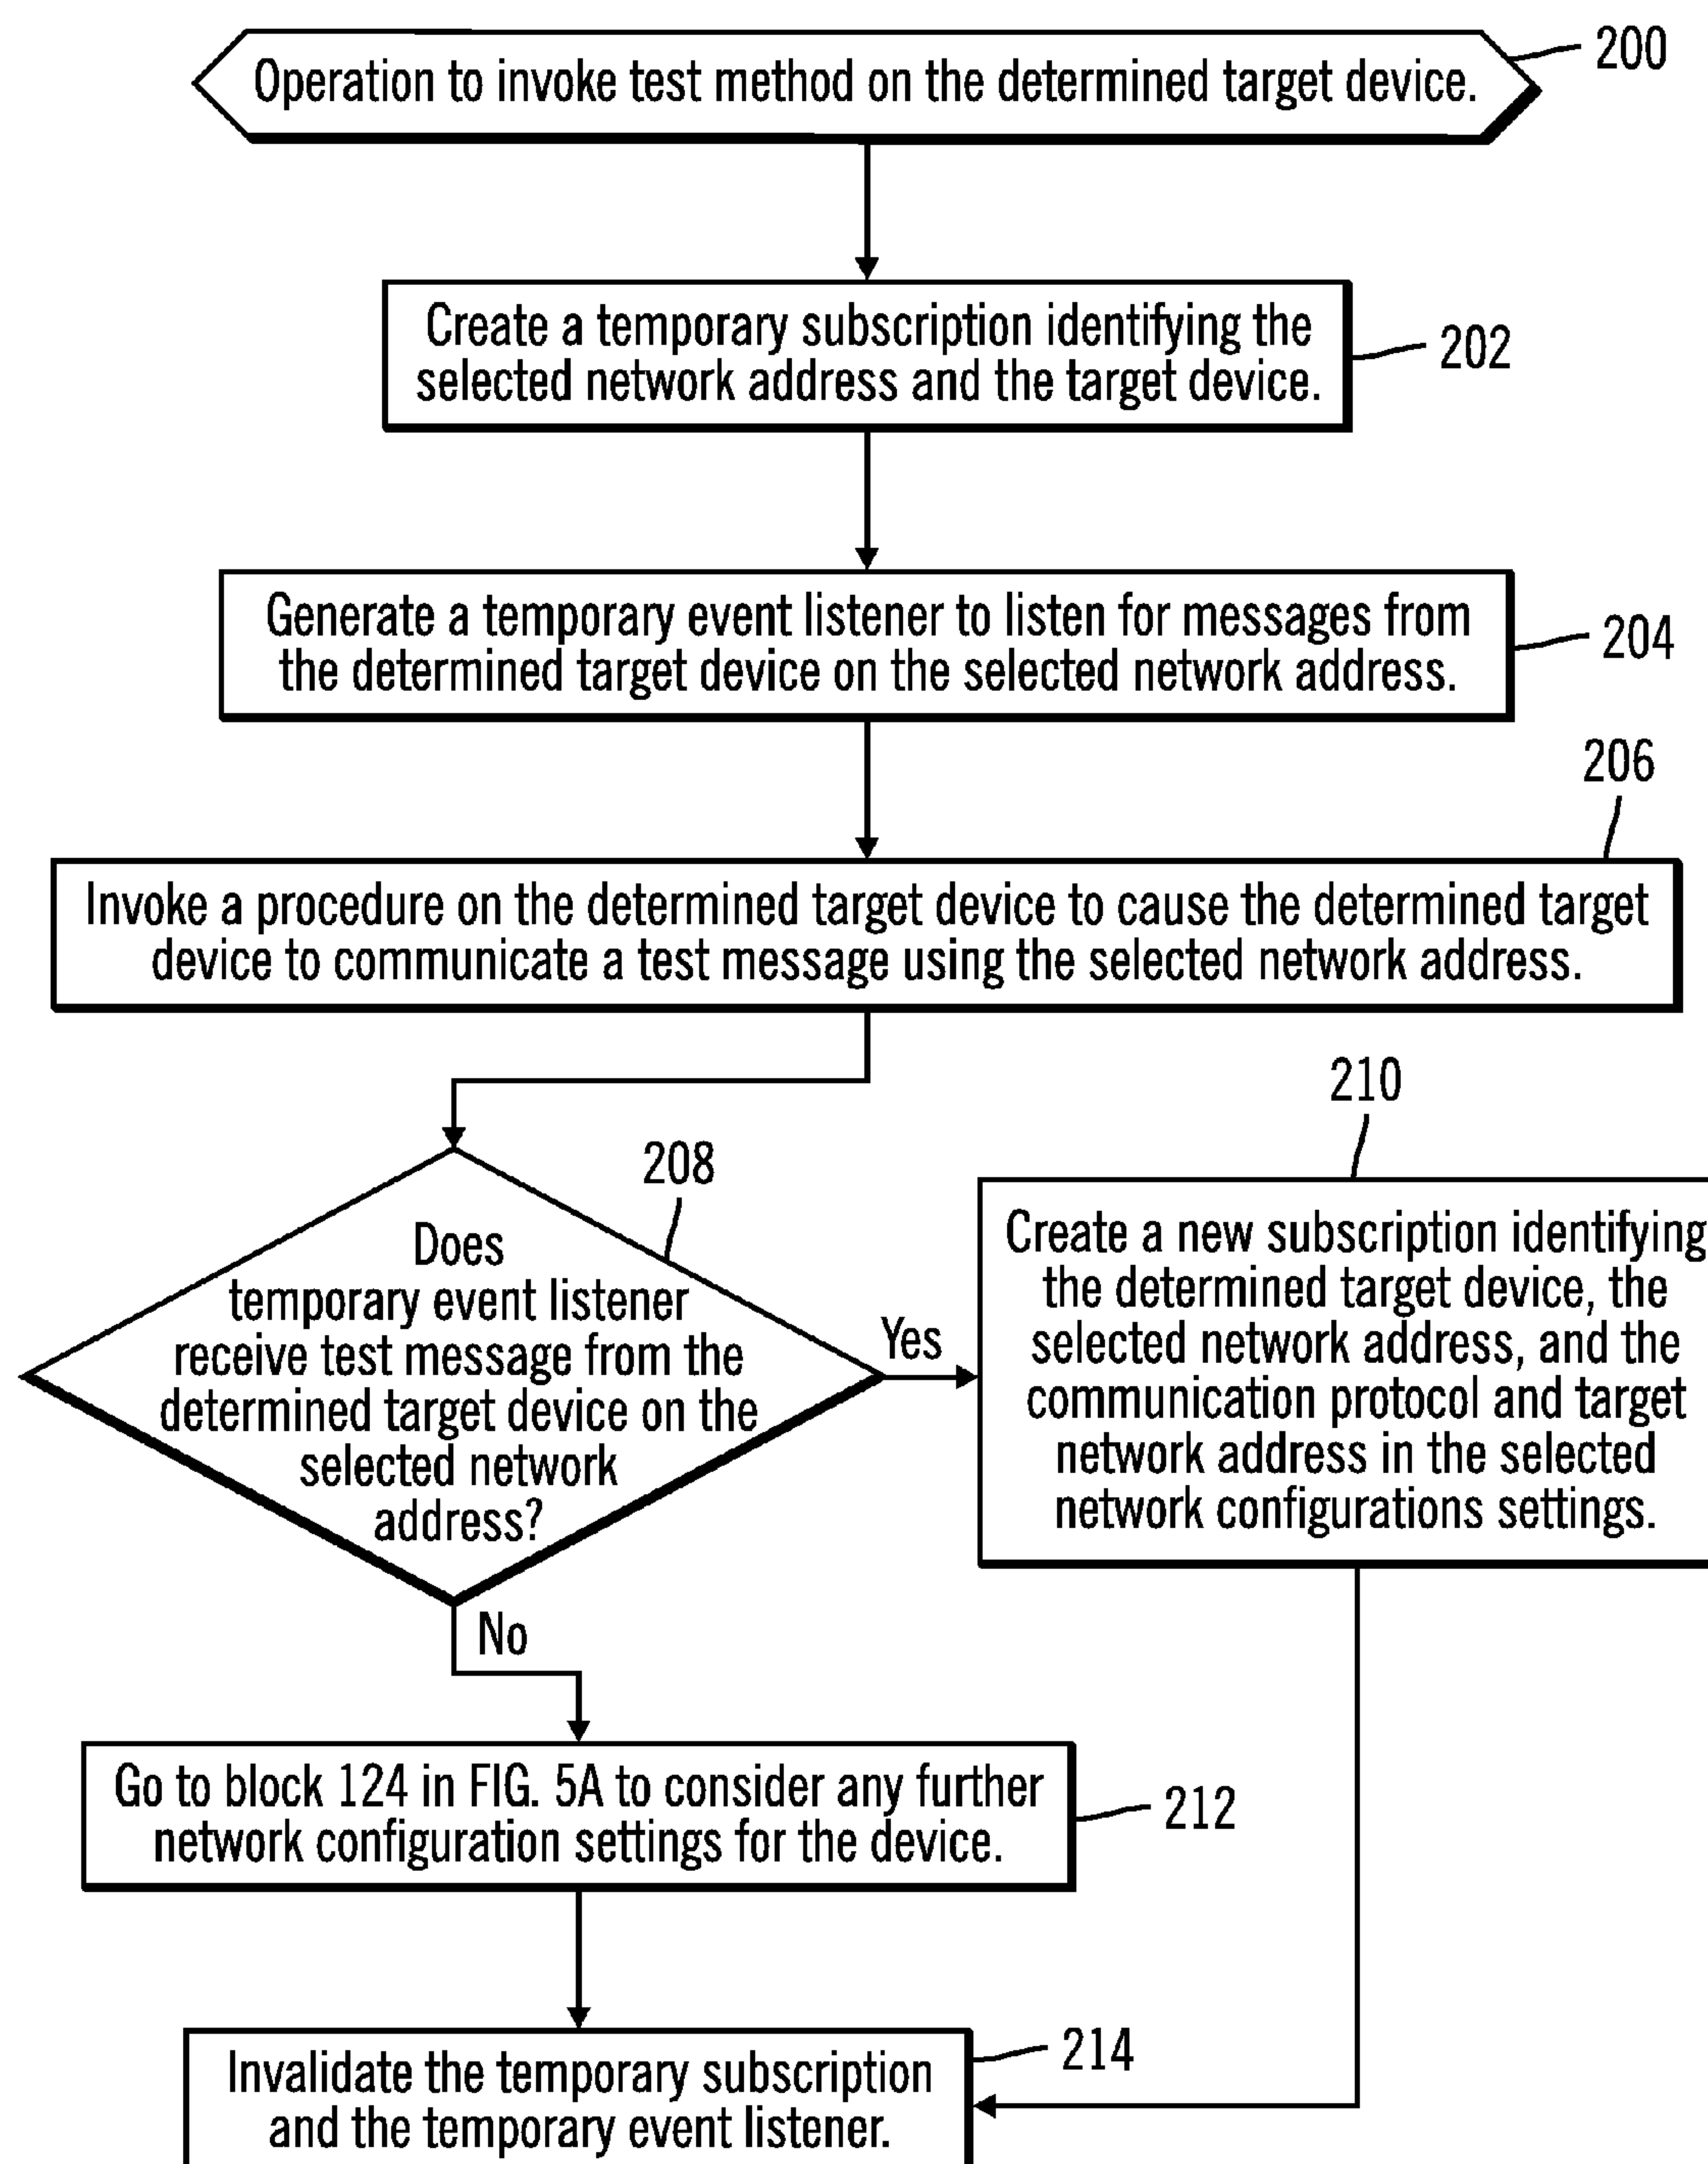 200
Operation to invoke test method on the determined target device.
Create a temporary subscription identifying the
selected network address and the target device.
202
Generate a temporary event listener to listen for messages from
the determined target device on the selected network address.
204
206
Invoke a procedure on the determined target device to cause the determined target
device to communicate a test message using the selected network address.
208
Does
temporary event listener
receive test message from the
determined target device on the
selected network
address?
Yes
210
Create a new subscription identifying
the determined target device, the
selected network address, and the
communication protocol and target
network address in the selected
network configurations settings.
No
Go to block 124 in FIG. 5A to consider any further
network configuration settings for the device.
212
214
Invalidate the temporary subscription
and the temporary event listener.